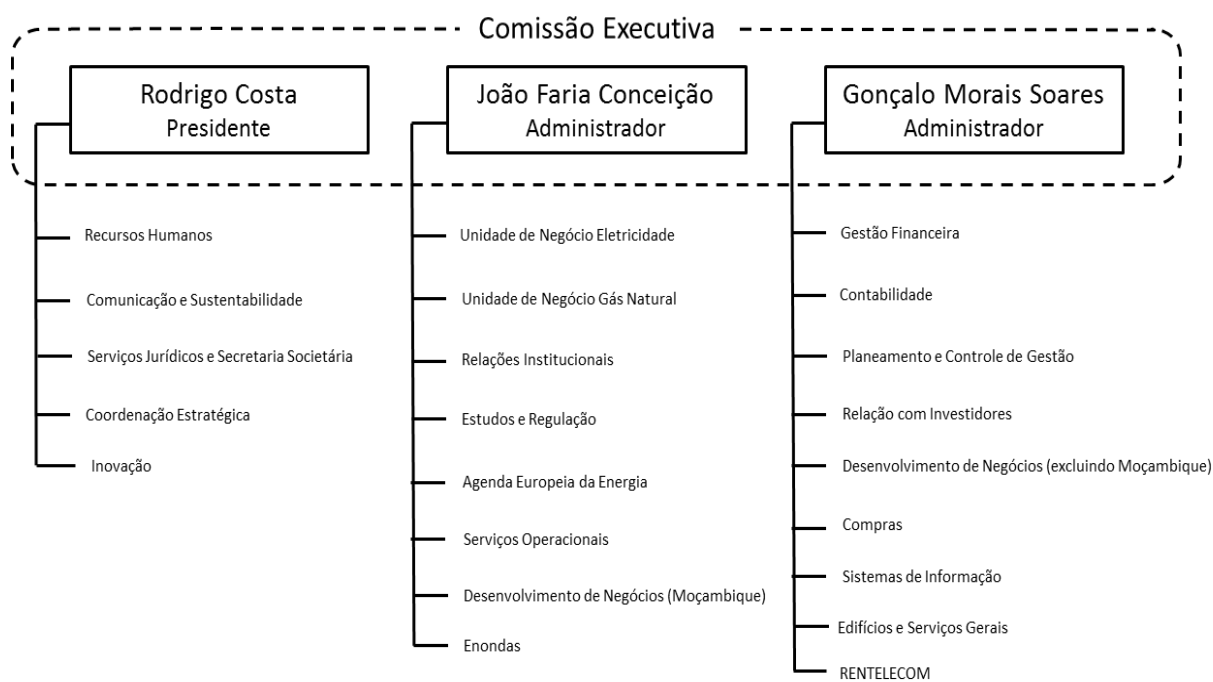 Comissão Executiva
Rodrigo Costa
Presidente
Recursos Humanos
Comunicação e Sustentabilidade
Serviços Jurídicos e Secretaria Societária
Coordenação Estratégica
Inovação
João Faria Conceição
Administrador
Unidade de Negócio Eletricidade
Unidade de Negócio Gás Natural
Relações Institucionais
Estudos e Regulação
Agenda Europeia da Energia
Serviços Operacionais
Desenvolvimento de Negócios (Moçambique)
Enondas
Gonçalo Morais Soares
Administrador
Gestão Financeira
Contabilidade
Planeamento e Controle de Gestão
Relação com Investidores
Desenvolvimento de Negócios (excluindo Moçambique)
Compras
Sistemas de Informação
Edifícios e Serviços Gerais
RENTELECOM